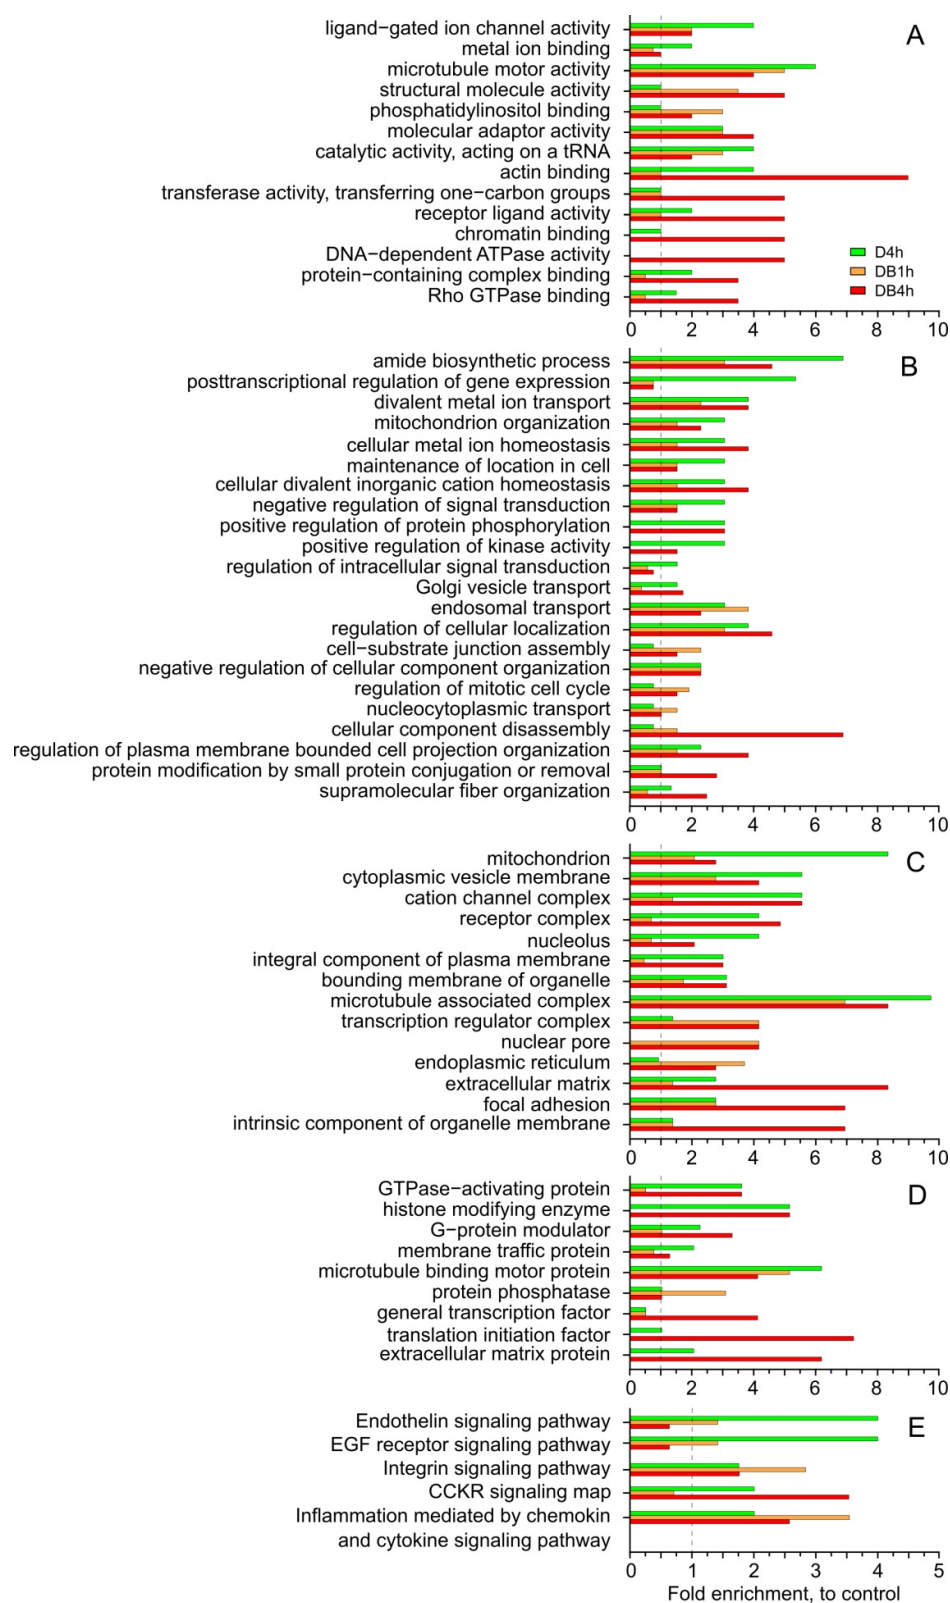 A
ligand−gated ion channel activity
metal ion binding
microtubule motor activity
structural molecule activity
phosphatidylinositol binding
molecular adaptor activity
catalytic activity, acting on a tRNA
actin binding
transferase activity, transferring one−carbon groups
receptor ligand activity
chromatin binding
DNA−dependent ATPase activity
protein−containing complex binding
Rho GTPase binding
D4h
DB1h
DB4h
0 2 4 6 8 10
B
amide biosynthetic process
posttranscriptional regulation of gene expression
divalent metal ion transport
mitochondrion organization
cellular metal ion homeostasis
maintenance of location in cell
cellular divalent inorganic cation homeostasis
negative regulation of signal transduction
positive regulation of protein phosphorylation
positive regulation of kinase activity
regulation of intracellular signal transduction
Golgi vesicle transport
endosomal transport
regulation of cellular localization
cell−substrate junction assembly
negative regulation of cellular component organization
regulation of mitotic cell cycle
nucleocytoplasmic transport
cellular component disassembly
regulation of plasma membrane bounded cell projection organization
protein modification by small protein conjugation or removal
supramolecular fiber organization
0 2 4 6 8 10
C
mitochondrion
cytoplasmic vesicle membrane
cation channel complex
receptor complex
nucleolus
integral component of plasma membrane
bounding membrane of organelle
microtubule associated complex
transcription regulator complex
nuclear pore
endoplasmic reticulum
extracellular matrix
focal adhesion
intrinsic component of organelle membrane
0 2 4 6 8 10
D
GTPase−activating protein
histone modifying enzyme
G−protein modulator
membrane traffic protein
microtubule binding motor protein
protein phosphatase
general transcription factor
translation initiation factor
extracellular matrix protein
0 2 4 6 8 10
E
Endothelin signaling pathway
EGF receptor signaling pathway
Integrin signaling pathway
CCKR signaling map
Inflammation mediated by chemokin
and cytokine signaling pathway
0 1 2 3 4 5
Fold enrichment, to control